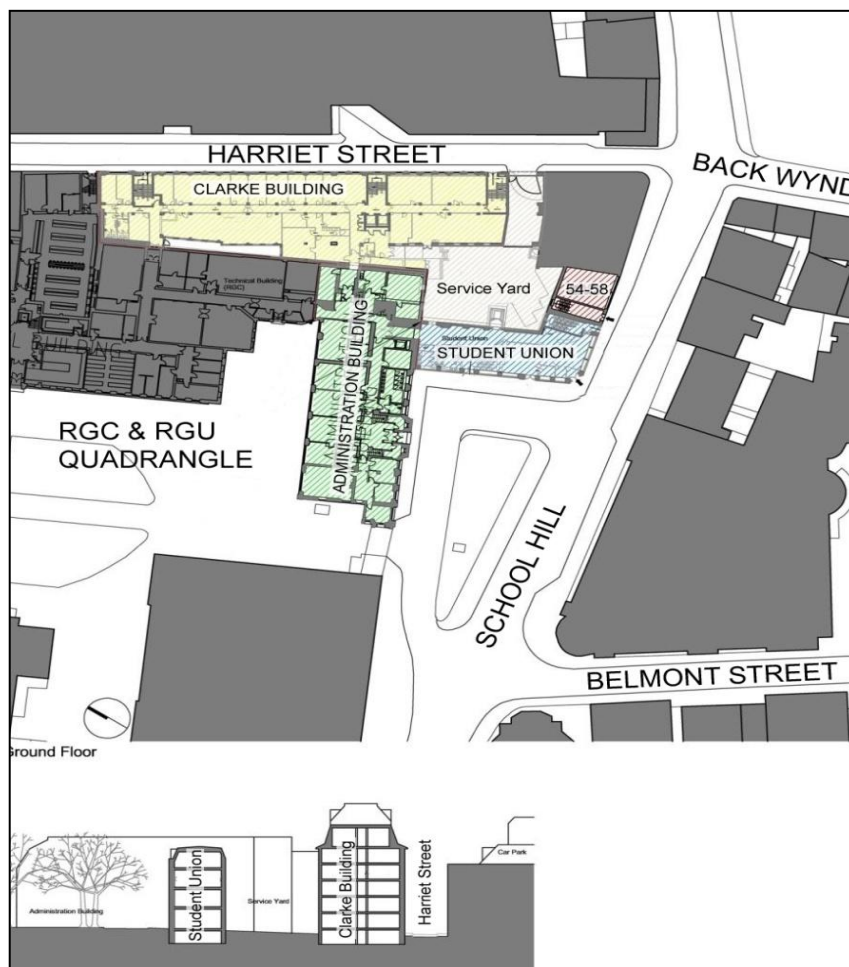 HARRIET STREET
BACK WYND
CLARKE BUILDING
Technical Building
(RGC)
Service Yard
54-58
Student Union
STUDENT UNION
ADMINISTRATION BUILDING
BUILDING
RGC & RGU
QUADRANGLE
SCHOOL HILL
BELMONT STREET
Ground Floor
Administration Building
Student Union
Service Yard
Clarke Building
Harriet Street
Car Park